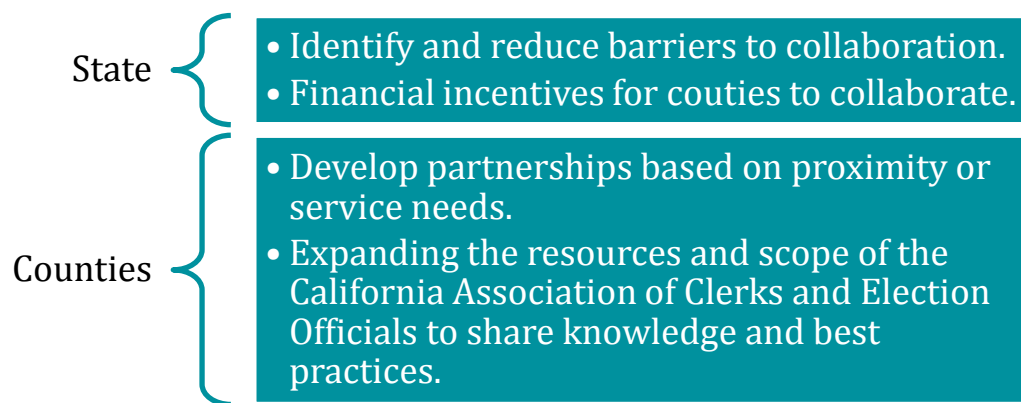 State
• Identify and reduce barriers to collaboration.
• Financial incentives for couties to collaborate.
Counties
• Develop partnerships based on proximity or
service needs.
• Expanding the resources and scope of the
California Association of Clerks and Election
Officials to share knowledge and best
practices.